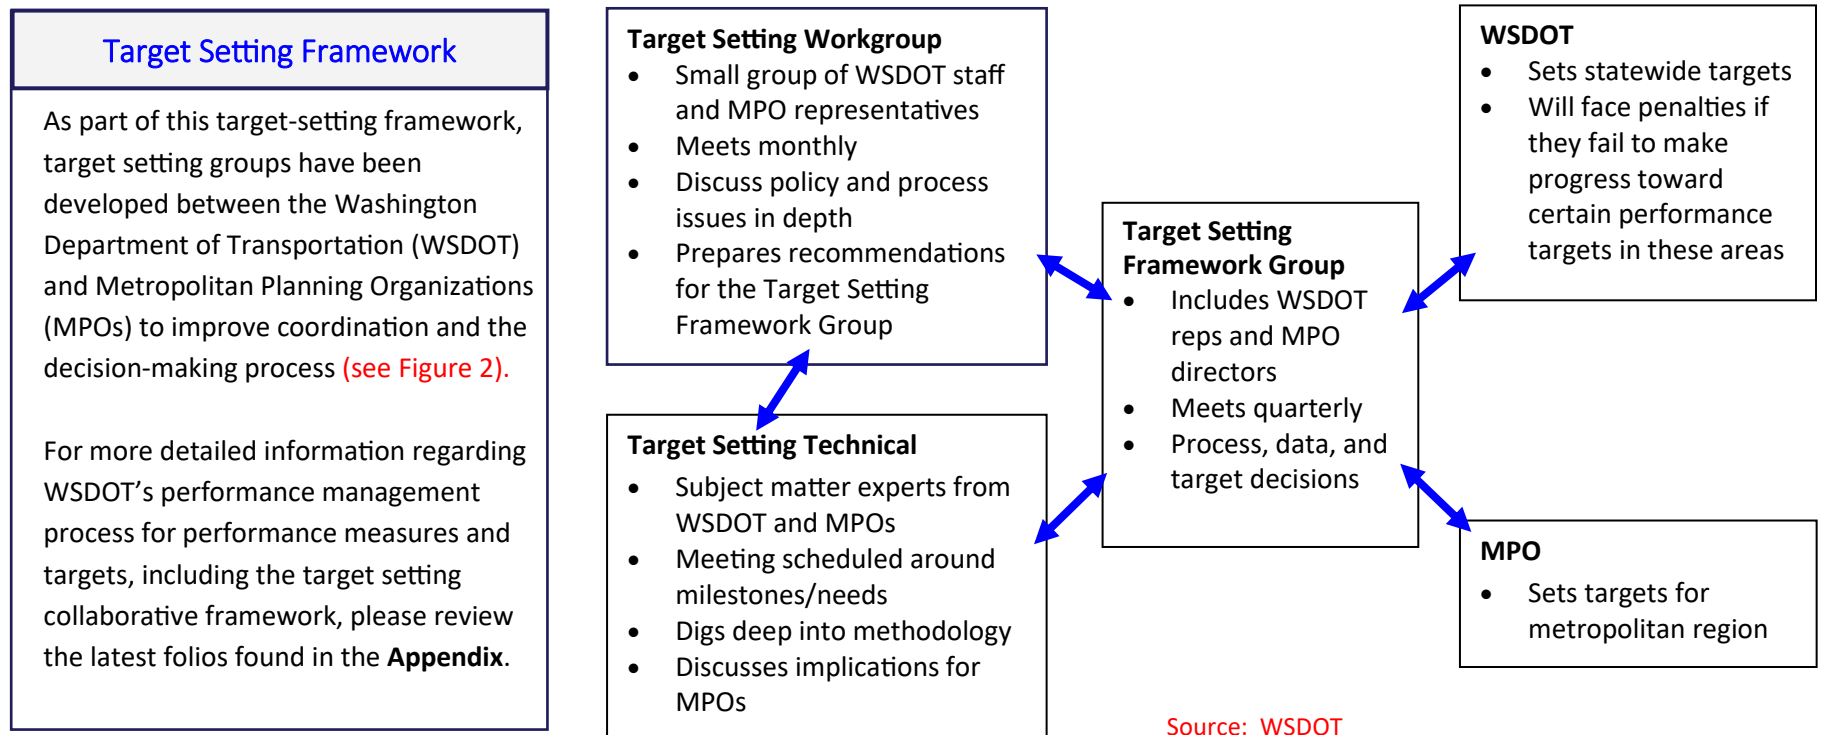 Target Setting Framework
As part of this target-setting framework,
target setting groups have been
developed between the Washington
Department of Transportation (WSDOT)
and Metropolitan Planning Organizations
(MPOs) to improve coordination and the
decision-making process (see Figure 2).
For more detailed information regarding
WSDOT’s performance management
process for performance measures and
targets, including the target setting
collaborative framework, please review
the latest folios found in the Appendix.
Target Setting Workgroup
• Small group of WSDOT staff
and MPO representatives
• Meets monthly
• Discuss policy and process
issues in depth
• Prepares recommendations
for the Target Setting
Framework Group
Target Setting Technical
• Subject matter experts from
WSDOT and MPOs
• Meeting scheduled around
milestones/needs
• Digs deep into methodology
• Discusses implications for
MPOs
Target Setting
Framework Group
• Includes WSDOT
reps and MPO
directors
• Meets quarterly
• Process, data, and
target decisions
WSDOT
• Sets statewide targets
• Will face penalties if
they fail to make
progress toward
certain performance
targets in these areas
MPO
• Sets targets for
metropolitan region
Source: WSDOT